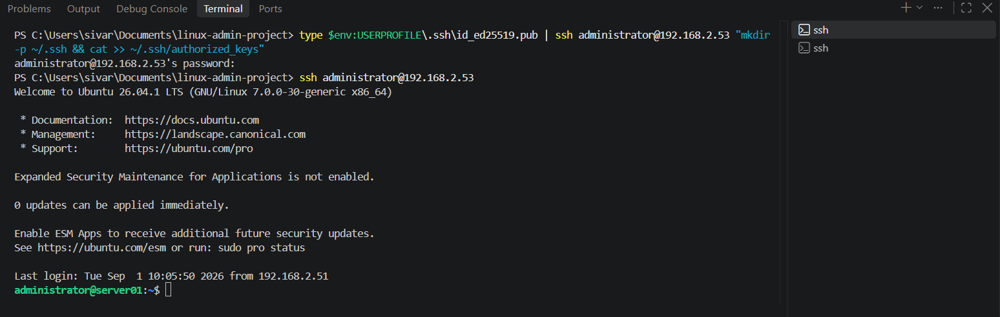 Problems Output Debug Console Terminal Ports
PS C:\Users\sivar\Documents\linux-admin-project> type $env:USERPROFILE\.ssh\id_ed25519.pub | ssh administrator@192.168.2.53 "mkdir
-p ~/.ssh && cat >> ~/.ssh/authorized_keys"
administrator@192.168.2.53's password:
PS C:\Users\sivar\Documents\linux-admin-project> ssh administrator@192.168.2.53
Welcome to Ubuntu 26.04.1 LTS (GNU/Linux 7.0.0-30-generic x86_64)

 * Documentation:  https://docs.ubuntu.com
 * Management:     https://landscape.canonical.com
 * Support:        https://ubuntu.com/pro

Expanded Security Maintenance for Applications is not enabled.

0 updates can be applied immediately.

Enable ESM Apps to receive additional future security updates.
See https://ubuntu.com/esm or run: sudo pro status

Last login: Tue Sep  1 10:05:50 2026 from 192.168.2.51
administrator@server01:~$
ssh
ssh